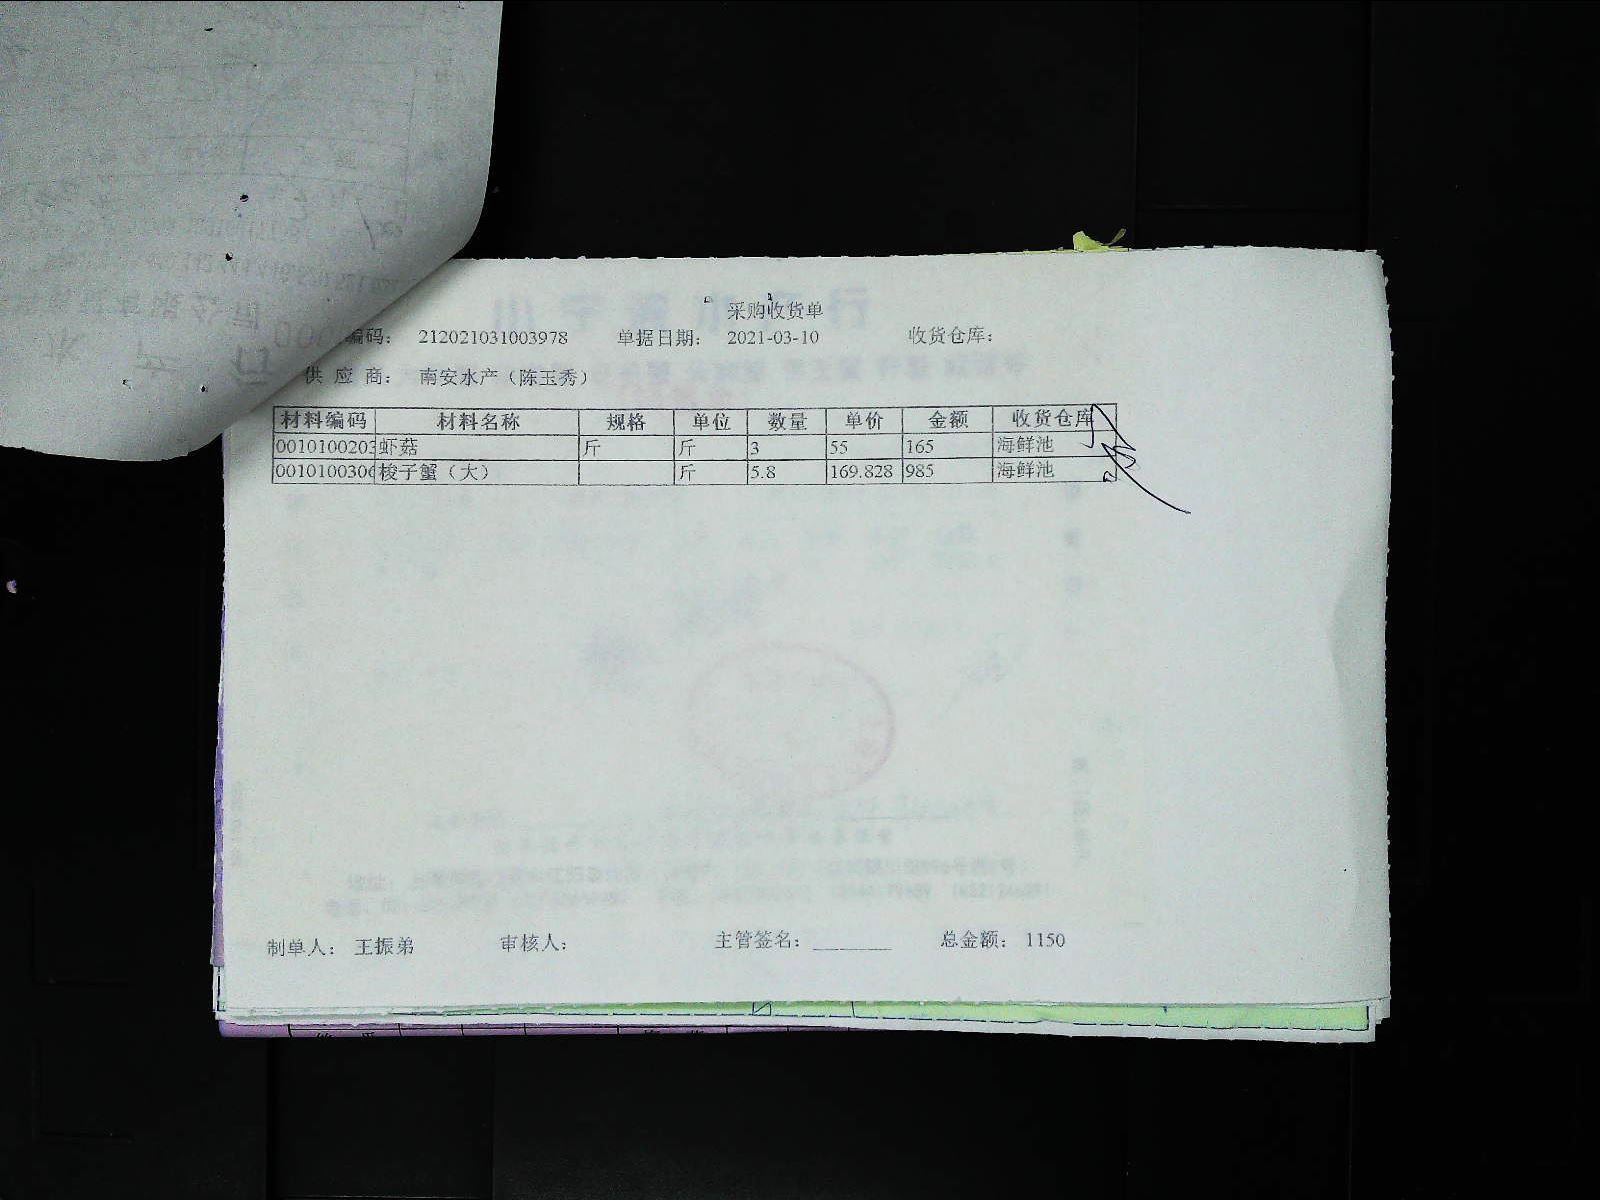 采购收货单
编码： 212021031003978 单据日期： 2021-03-10 收货仓库：
供 应 商： 南安水产（陈玉秀）
材料编码 材料名称 规格 单位 数量 单价 金额 收货仓库
0010100203 虾菇 斤 斤 3 55 165 海鲜池
001010030 梭子蟹（大） 斤 5.8 169.828 985 海鲜池
制单人： 王振弟 审核人： 主管签名： ________ 总金额： 1150